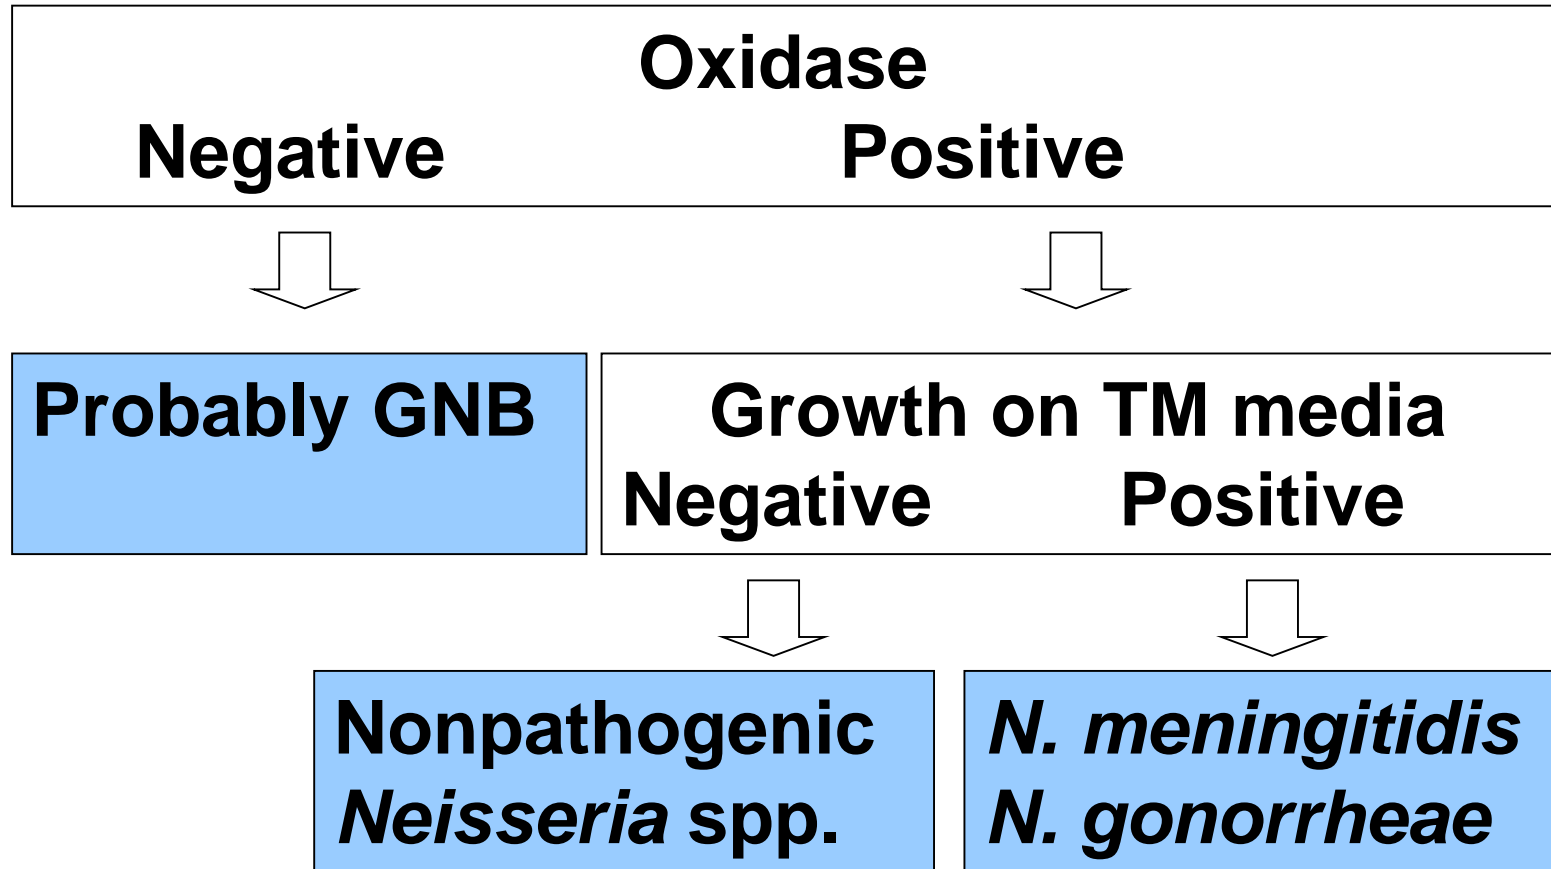 Oxidase
Negative Positive
Probably GNB
Growth on TM media
Negative Positive
Nonpathogenic
Neisseria spp.
N. meningitidis
N. gonorrheae